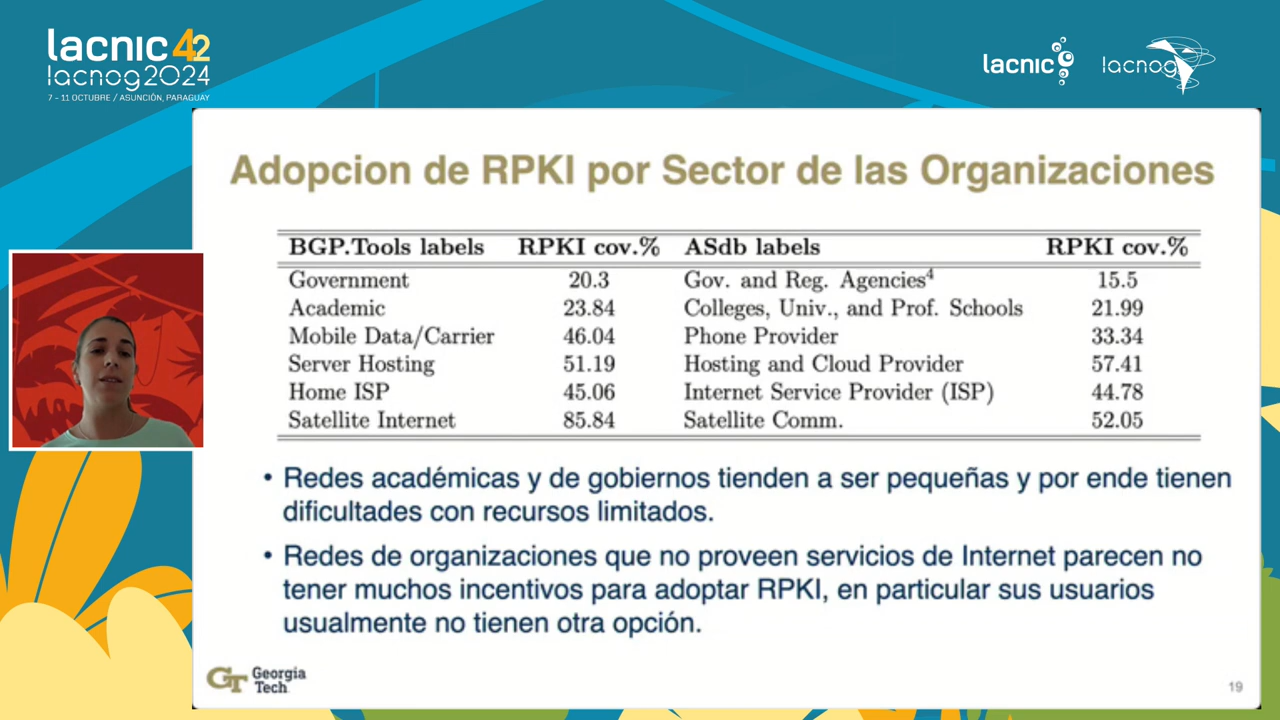 lacnic 42
lacnog 2024
7 - 11 OCTUBRE / ASUNCIÓN, PARAGUAY
lacnic
lacnog
Adopcion de RPKI por Sector de las Organizaciones
BGP.Tools labels RPKI cov.% ASdb labels RPKI cov.%
Government 20.3 Gov. and Reg. Agencies⁴ 15.5
Academic 23.84 Colleges, Univ., and Prof. Schools 21.99
Mobile Data/Carrier 46.04 Phone Provider 33.34
Server Hosting 51.19 Hosting and Cloud Provider 57.41
Home ISP 45.06 Internet Service Provider (ISP) 44.78
Satellite Internet 85.84 Satellite Comm. 52.05
• Redes académicas y de gobiernos tienden a ser pequeñas y por ende tienen
dificultades con recursos limitados.
• Redes de organizaciones que no proveen servicios de Internet parecen no
tener muchos incentivos para adoptar RPKI, en particular sus usuarios
usualmente no tienen otra opción.
GT Georgia
Tech
19